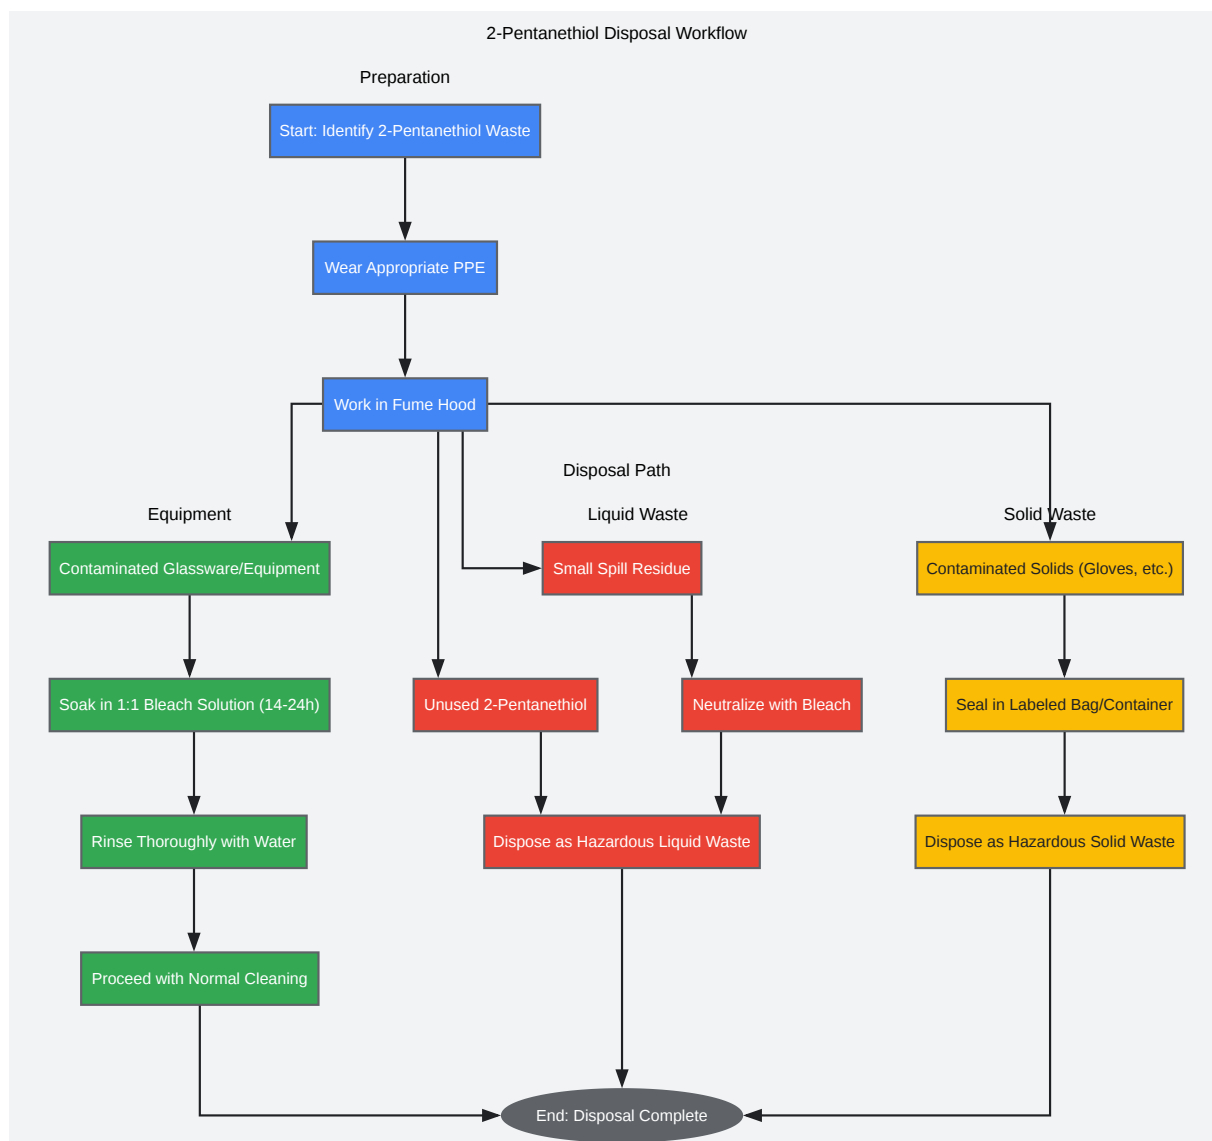 2-Pentanethiol Disposal Workflow
Preparation
Start: Identify 2-Pentanethiol Waste
Wear Appropriate PPE
Work in Fume Hood
Disposal Path
Equipment
Liquid Waste
Solid Waste
Contaminated Glassware/Equipment
Small Spill Residue
Contaminated Solids (Gloves, etc.)
Soak in 1:1 Bleach Solution (14-24h)
Unused 2-Pentanethiol
Neutralize with Bleach
Seal in Labeled Bag/Container
Rinse Thoroughly with Water
Dispose as Hazardous Liquid Waste
Dispose as Hazardous Solid Waste
Proceed with Normal Cleaning
End: Disposal Complete